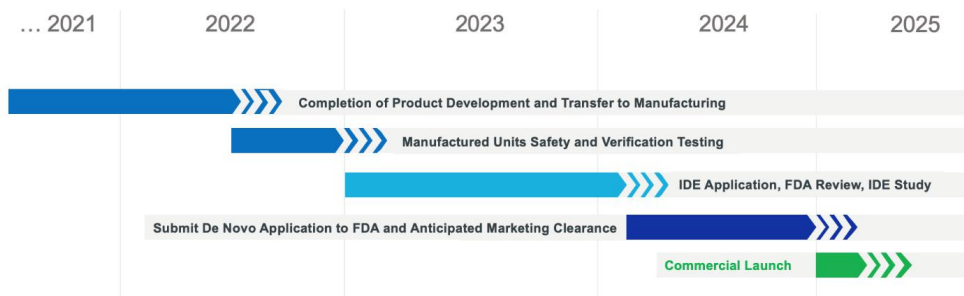 ... 2021
2022
2023
2024
2025
Completion of Product Development and Transfer to Manufacturing
Manufactured Units Safety and Verification Testing
IDE Application, FDA Review, IDE Study
Submit De Novo Application to FDA and Anticipated Marketing Clearance
Commercial Launch